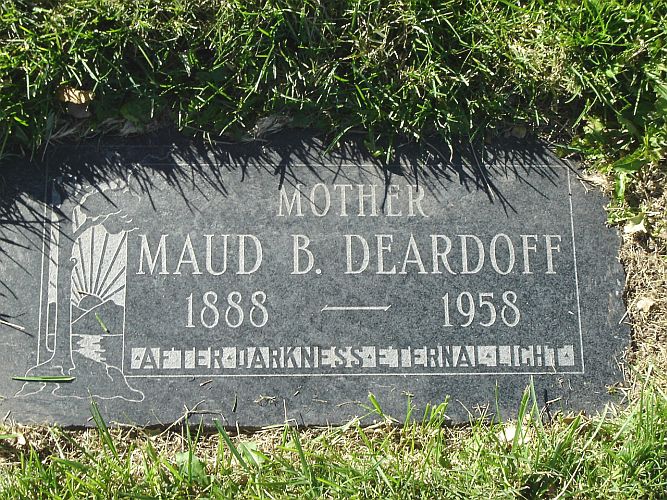 MOTHER
MAUD B. DEARDOFF
1888 — 1958
AFTER·DARKNESS·ETERNAL·LIGHT